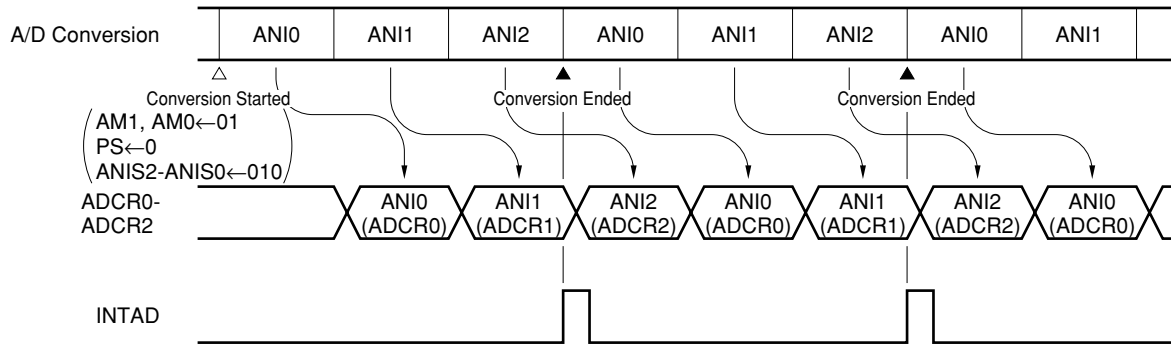 A/D Conversion ANI0 ANI1 ANI2 ANI0 ANI1 ANI2 ANI0 ANI1
Conversion Started Conversion Ended Conversion Ended
AM1, AM0←01
PS←0
ANIS2-ANIS0←010
ADCR0- ANI0 ANI1 ANI2 ANI0 ANI1 ANI2 ANI0
ADCR2 (ADCR0) (ADCR1) (ADCR2) (ADCR0) (ADCR1) (ADCR2) (ADCR0)
INTAD